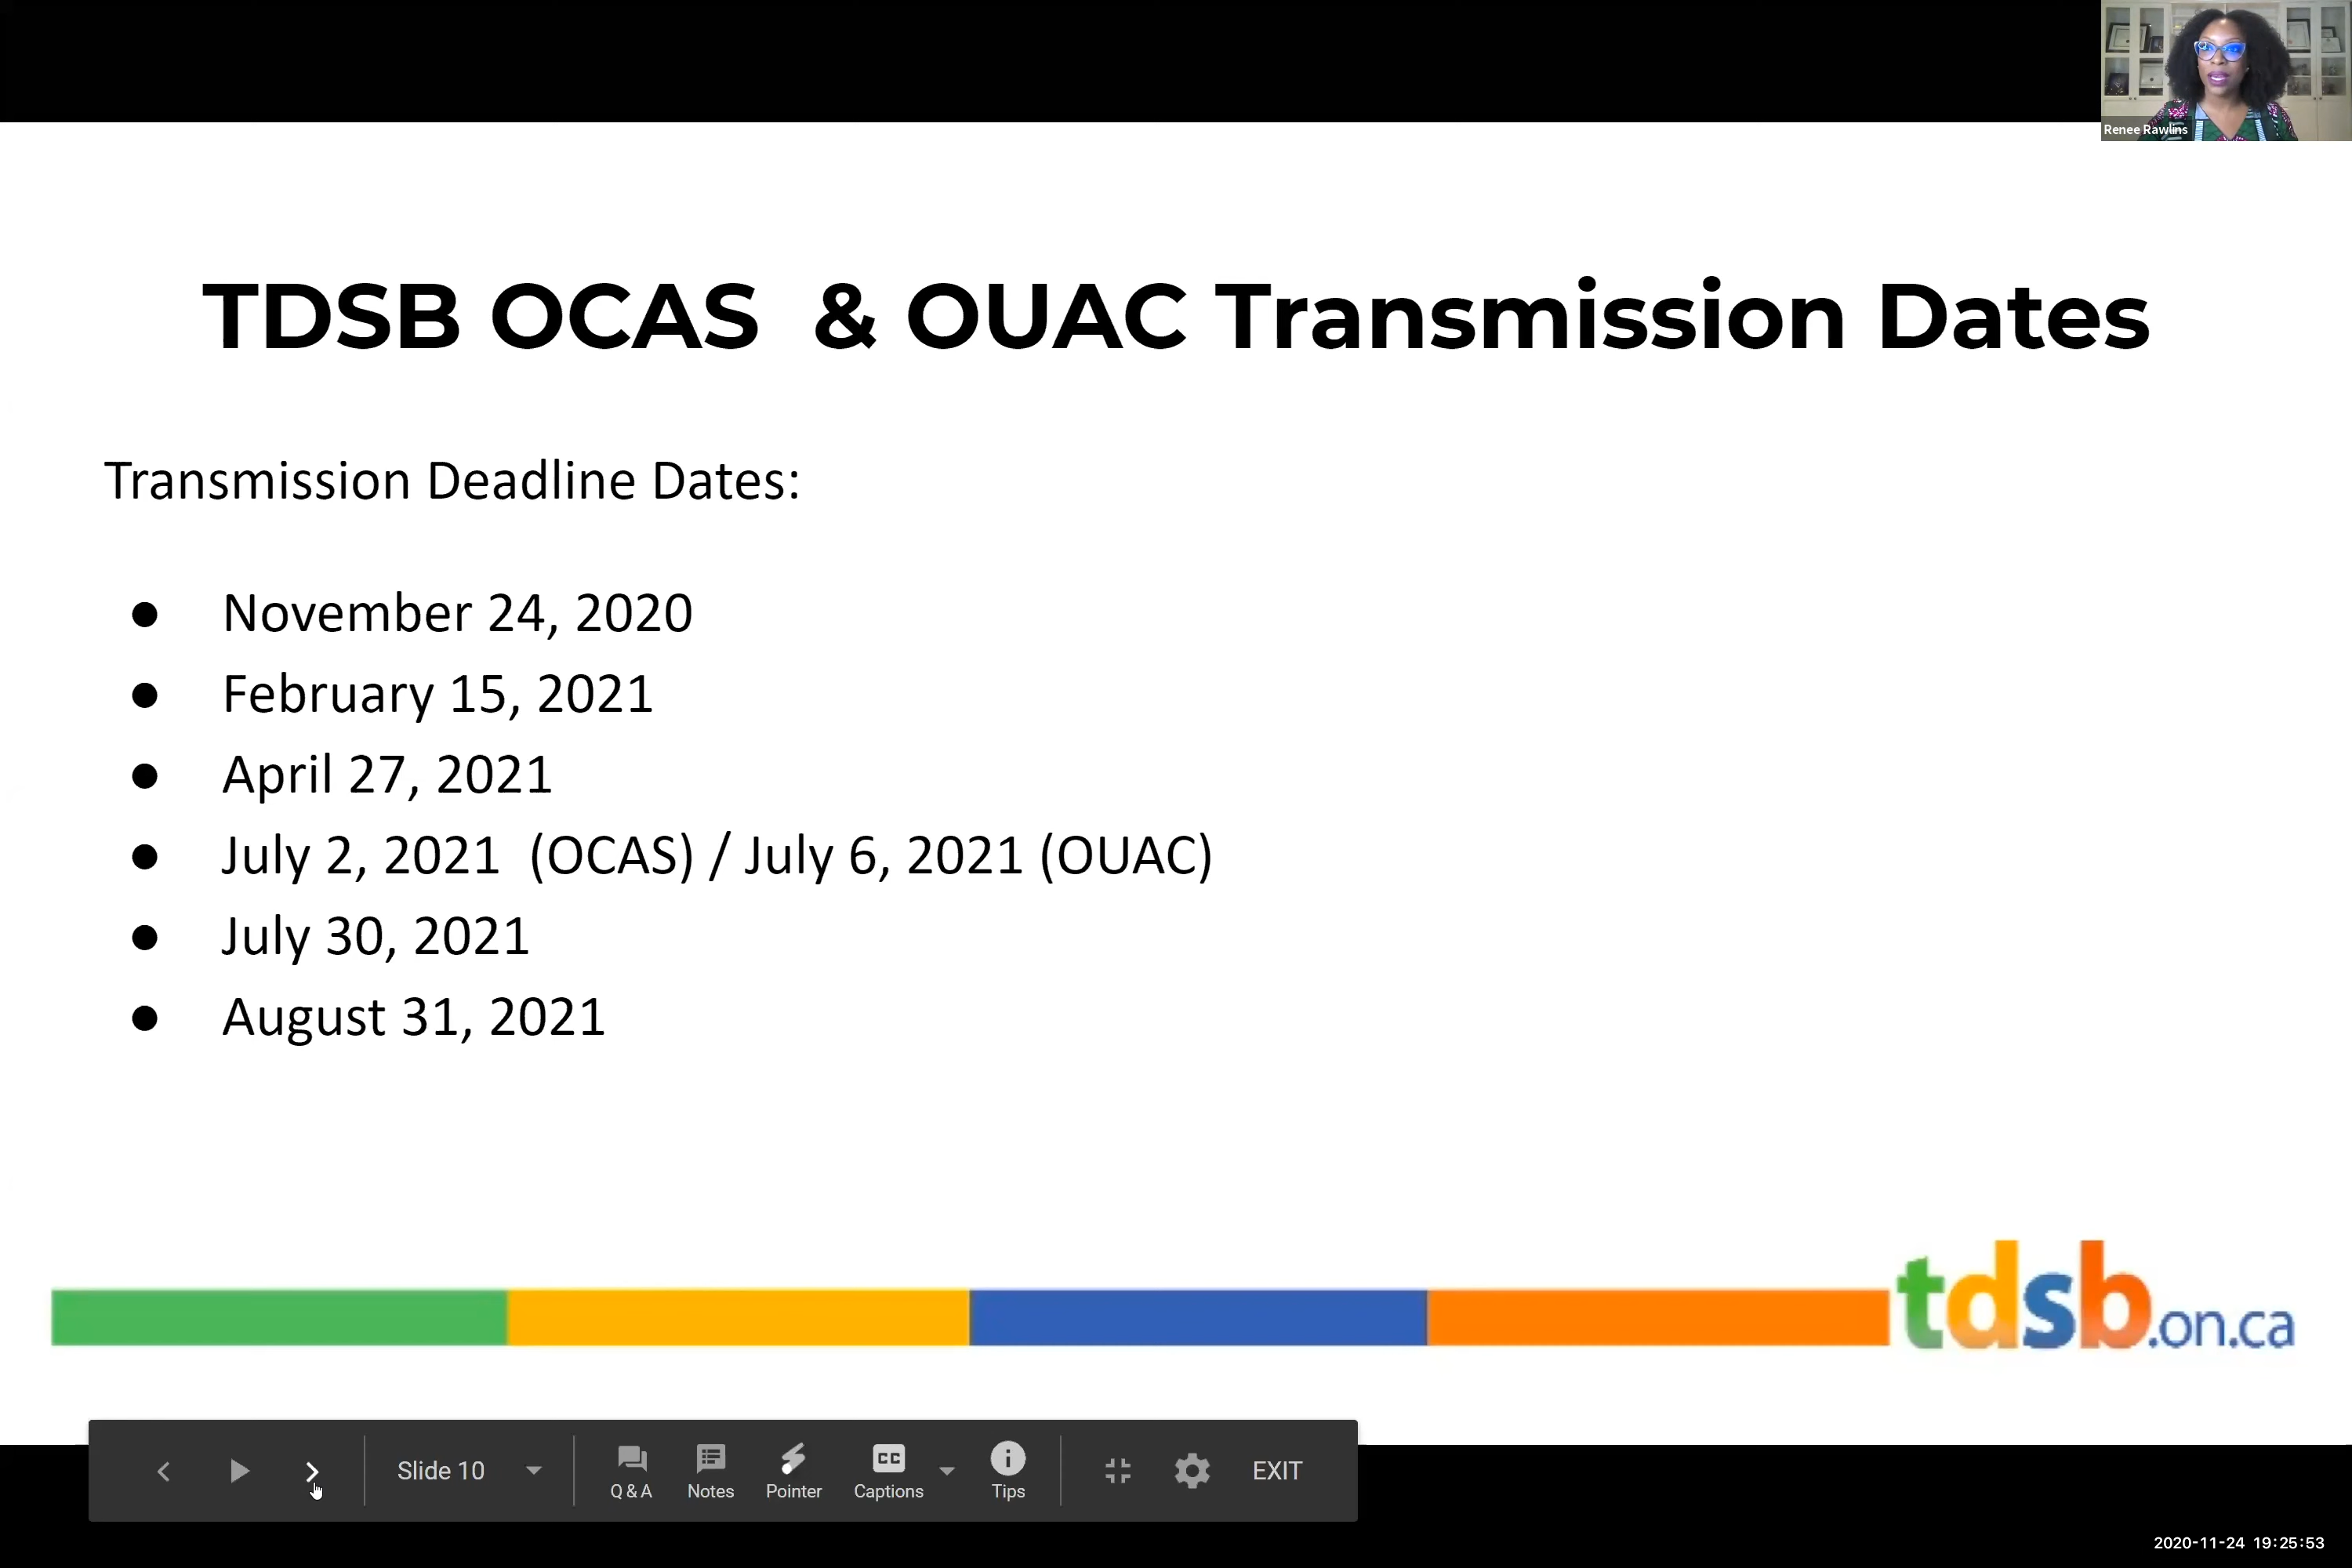 Renee Rawlins
TDSB OCAS & OUAC Transmission Dates
Transmission Deadline Dates:
● November 24, 2020
● February 15, 2021
● April 27, 2021
● July 2, 2021 (OCAS) / July 6, 2021 (OUAC)
● July 30, 2021
● August 31, 2021
tdsb.on.ca
Slide 10
Q & A
Notes
Pointer
CC
Captions
Tips
EXIT
2020-11-24 19:25:53